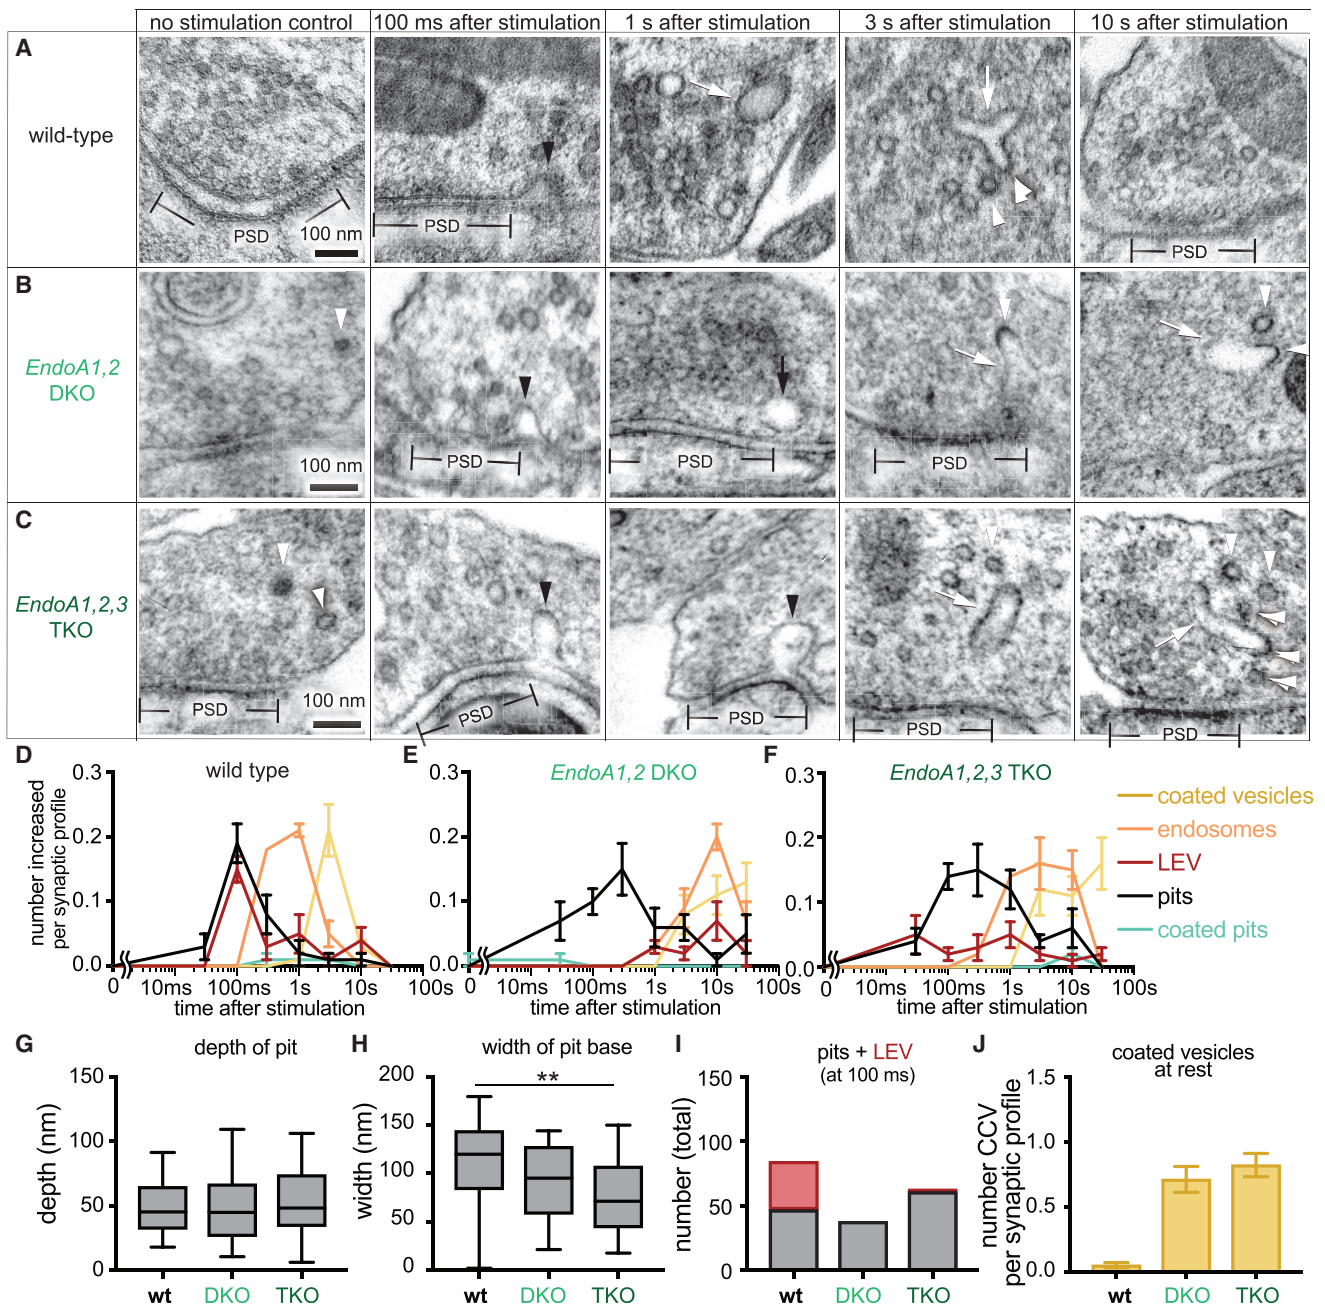 no stimulation control
100 ms after stimulation
1 s after stimulation
3 s after stimulation
10 s after stimulation
A
wild-type
PSD
100 nm
PSD
PSD
B
EndoA1,2
DKO
100 nm
PSD
PSD
PSD
C
EndoA1,2,3
TKO
PSD
100 nm
PSD
PSD
PSD
PSD
D
wild type
number increased
per synaptic profile
0.3
0.2
0.1
0.0
0
10ms
100ms
1s
10s
100s
time after stimulation
E
EndoA1,2 DKO
0.3
0.2
0.1
0.0
0
10ms
100ms
1s
10s
100s
time after stimulation
F
EndoA1,2,3 TKO
0.3
0.2
0.1
0.0
0
10ms
100ms
1s
10s
100s
time after stimulation
coated vesicles
endosomes
LEV
pits
coated pits
G
depth of pit
depth (nm)
150
100
50
0
wt
DKO
TKO
H
width of pit base
width (nm)
200
150
100
50
0
**
wt
DKO
TKO
I
pits + LEV
(at 100 ms)
number (total)
150
100
50
0
wt
DKO
TKO
J
coated vesicles
at rest
number CCV
per synaptic profile
1.5
1.0
0.5
0.0
wt
DKO
TKO